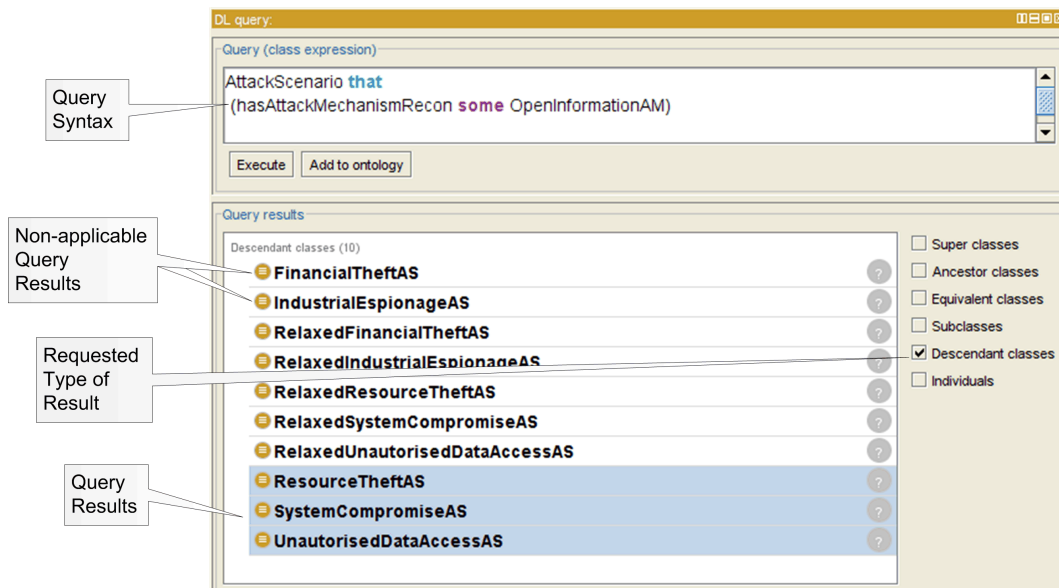 DL query:
Query (class expression)
AttackScenario that
(hasAttackMechanismRecon some OpenInformationAM)
Query
Syntax
Execute
Add to ontology
Query results
Non-applicable
Query
Results
Descendant classes (10)
FinancialTheftAS
?
IndustrialEspionageAS
?
RelaxedFinancialTheftAS
?
RelaxedIndustrialEspionageAS
?
RelaxedResourceTheftAS
?
RelaxedSystemCompromiseAS
?
RelaxedUnautorisedDataAccessAS
?
ResourceTheftAS
?
SystemCompromiseAS
?
UnautorisedDataAccessAS
?
Super classes
Ancestor classes
Equivalent classes
Subclasses
Descendant classes
Individuals
Requested
Type of
Result
Query
Results